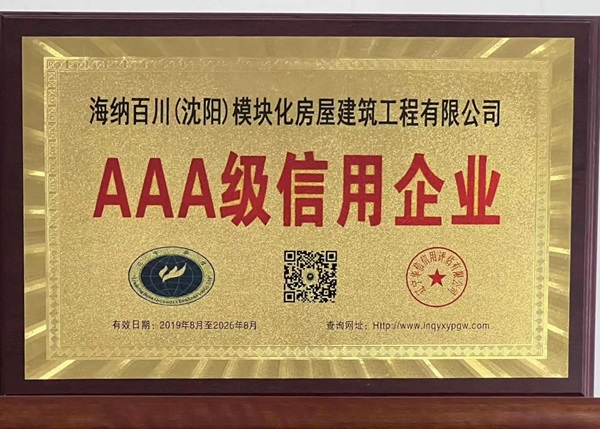 海纳百川(沈阳)模块化房屋建筑工程有限公司
AAA级信用企业
有效日期：2019年8月至2026年8月
查询网址：Http://www.lnqyxypgw.com